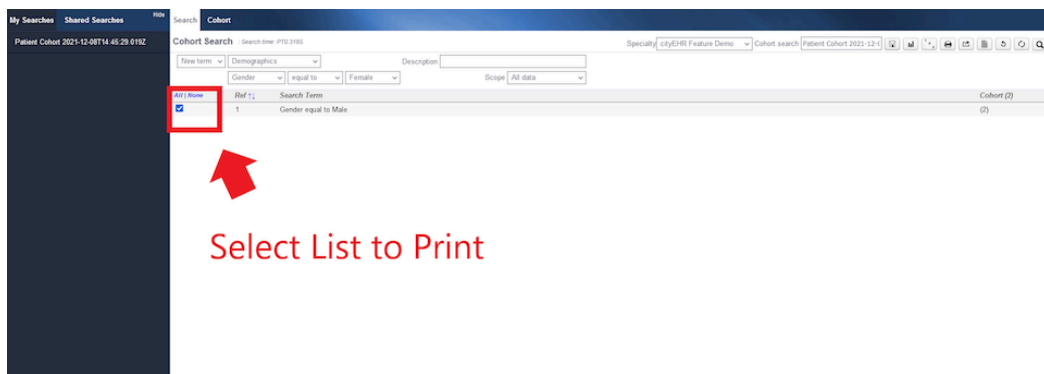 My Searches Shared Searches Hide Search Cohort
Patient Cohort 2021-12-08T14:45:29.019Z
Cohort Search : Search time: PT0.318S Specialty cityEHR Feature Demo Cohort search Patient Cohort 2021-12-
New term Demographics Description
Gender equal to Female Scope All data
All | None Ref Search Term Cohort (2)
1 Gender equal to Male (2)
Select List to Print